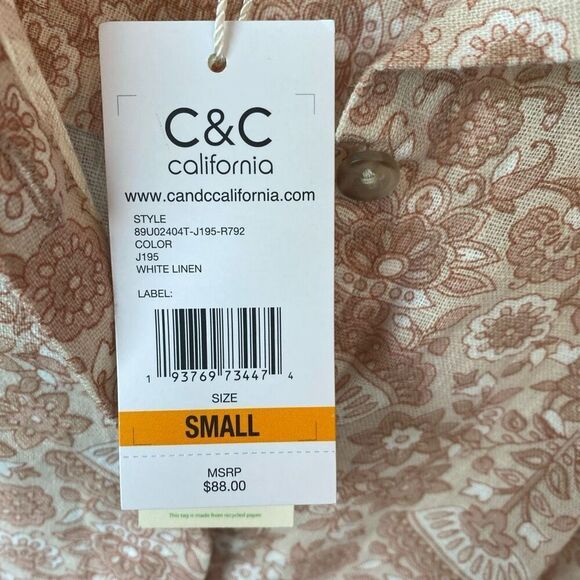 C&C
california
www.candccalifornia.com
STYLE
89U02404T-J195-R792
COLOR
J195
WHITE LINEN
LABEL:
1 93769 73447 4
SIZE
SMALL
MSRP
$88.00
This tag is made from recycled paper.